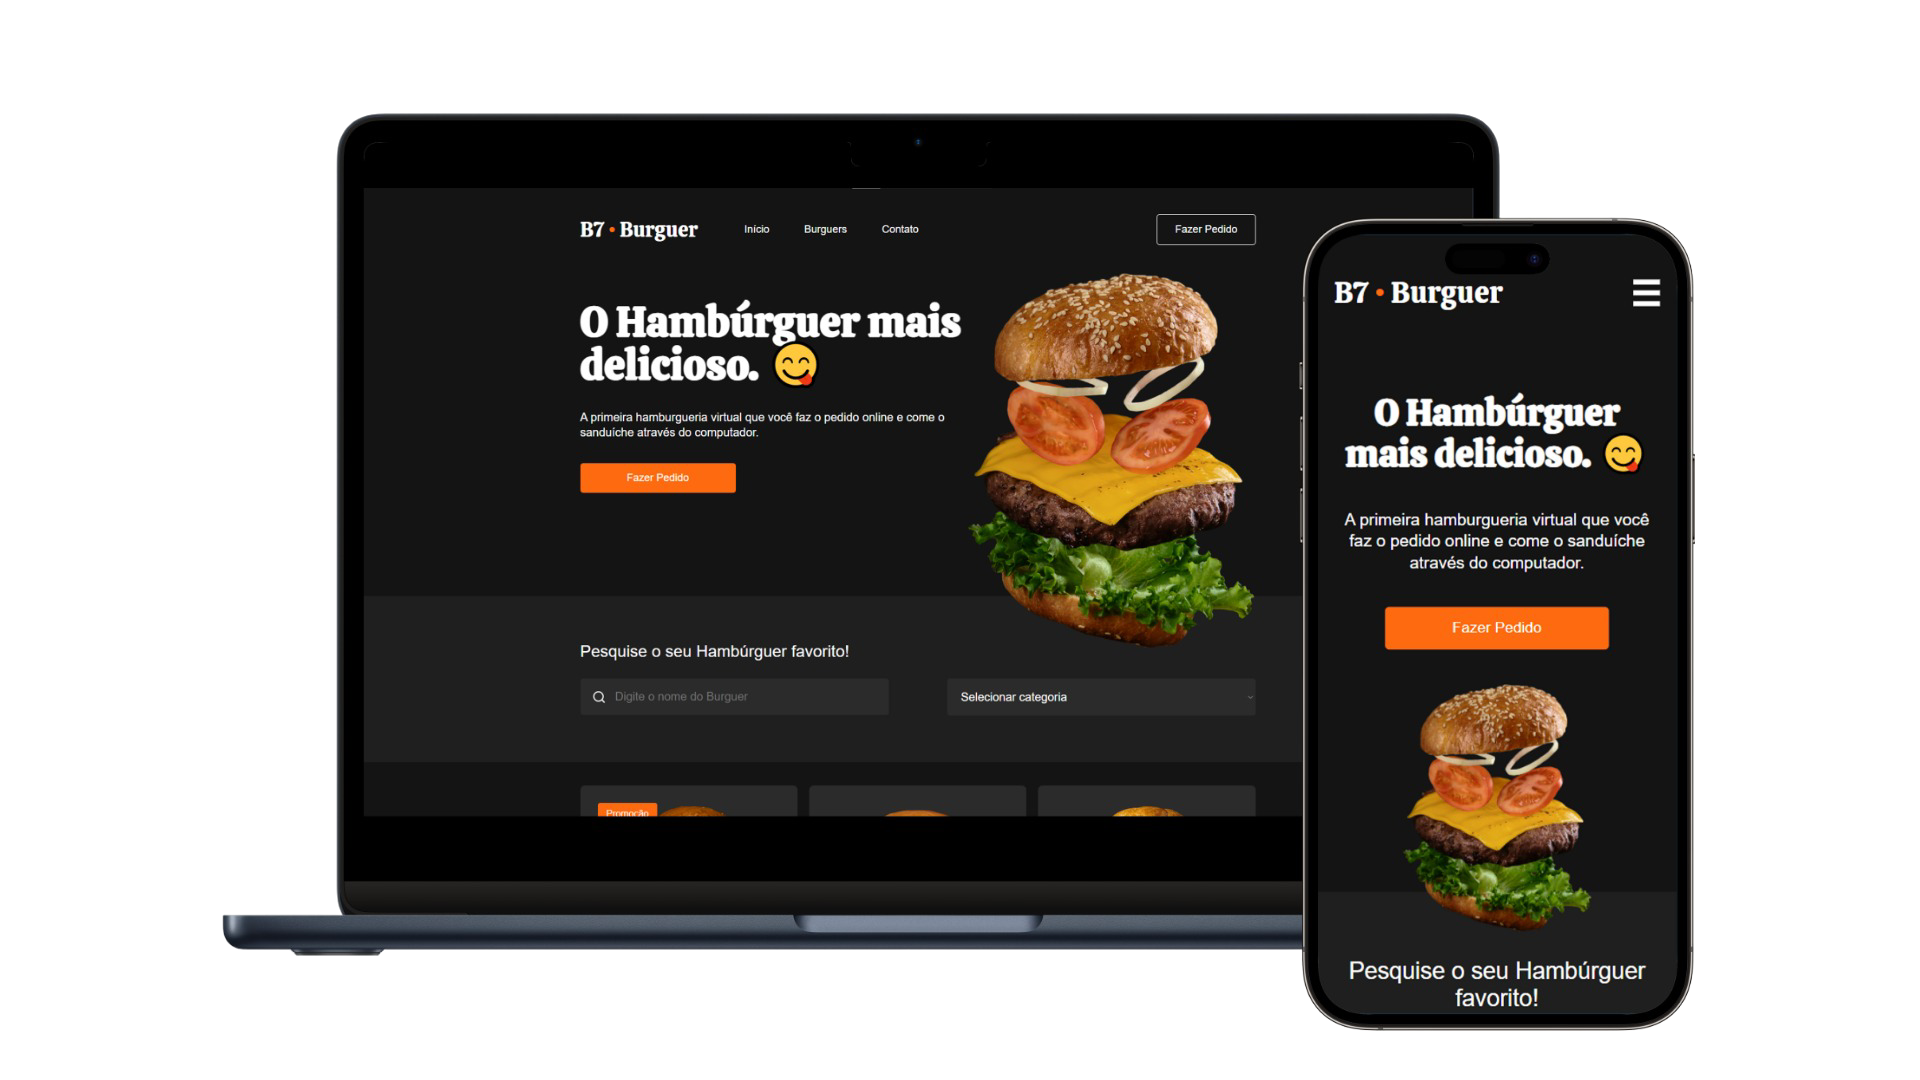 B7 • Burguer
Início
Burguers
Contato
Fazer Pedido
O Hambúrguer mais
delicioso. 😋
A primeira hamburgueria virtual que você faz o pedido online e come o
sanduíche através do computador.
Fazer Pedido
Pesquise o seu Hambúrguer favorito!
Digite o nome do Burguer
Selecionar categoria
Promoção
B7 • Burguer
O Hambúrguer
mais delicioso. 😋
A primeira hamburgueria virtual que você
faz o pedido online e come o sanduíche
através do computador.
Fazer Pedido
Pesquise o seu Hambúrguer
favorito!